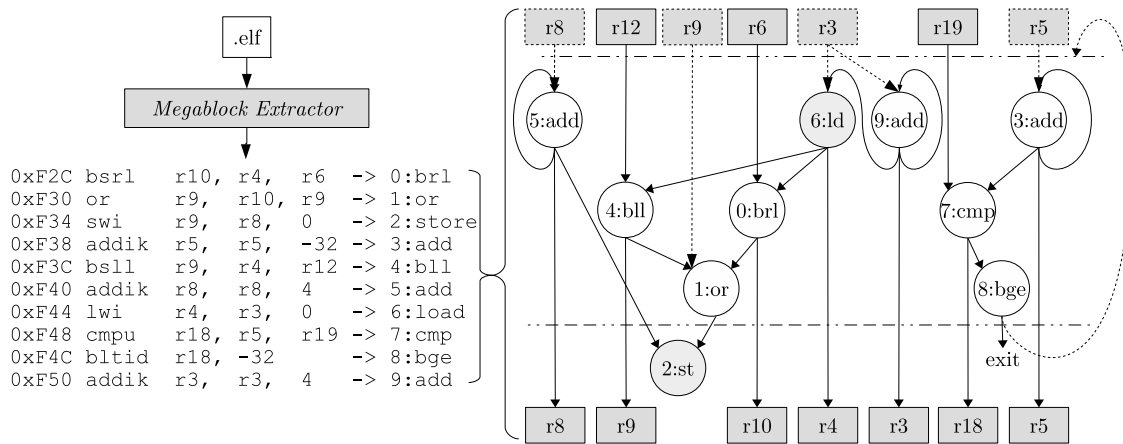 .elf
Megablock Extractor
0xF2C bsrl r10, r4, r6 -> 0:brl
0xF30 or r9, r10, r9 -> 1:or
0xF34 swi r9, r8, 0 -> 2:store
0xF38 addik r5, r5, -32 -> 3:add
0xF3C bsll r9, r4, r12 -> 4:bll
0xF40 addik r8, r8, 4 -> 5:add
0xF44 lwi r4, r3, 0 -> 6:load
0xF48 cmpu r18, r5, r19 -> 7:cmp
0xF4C bltid r18, -32 -> 8:bge
0xF50 addik r3, r3, 4 -> 9:add
r8 r12 r9 r6 r3 r19 r5
5:add 6:ld 9:add 3:add
4:bll 0:brl 7:cmp
1:or 8:bge
exit
2:st
r8 r9 r10 r4 r3 r18 r5